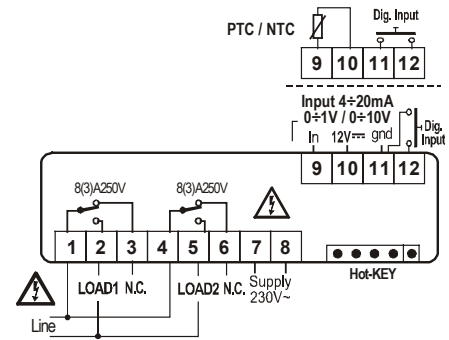 PTC / NTC
Dig. Input
9 10 11 12
Input 4÷20mA
0÷1V / 0÷10V
In 12V gnd
Dig.
Input
9 10 11 12
8(3)A250V 8(3)A250V
1 2 3 4 5 6 7 8
Hot-KEY
LOAD1 N.C. LOAD2 N.C. Supply
230V~
Line